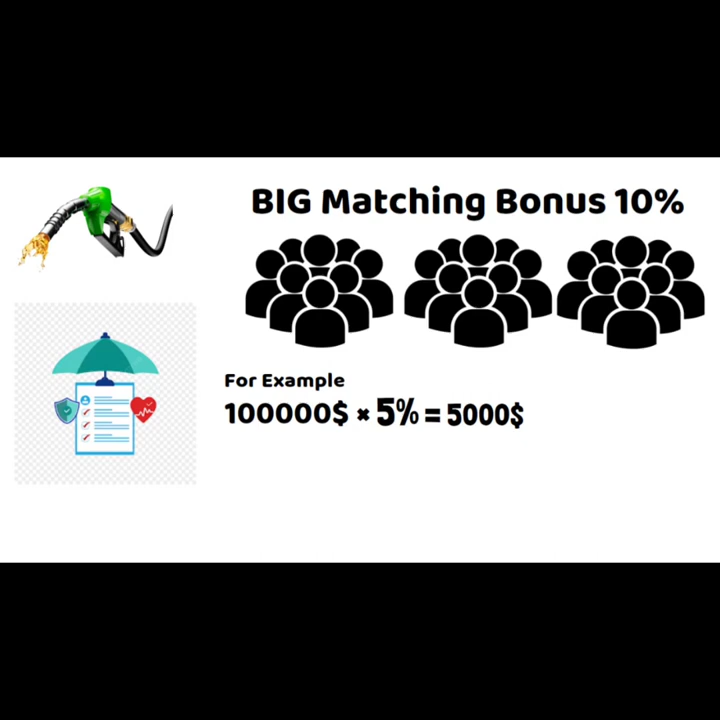 BIG Matching Bonus 10%
For Example
100000$ × 5% = 5000$